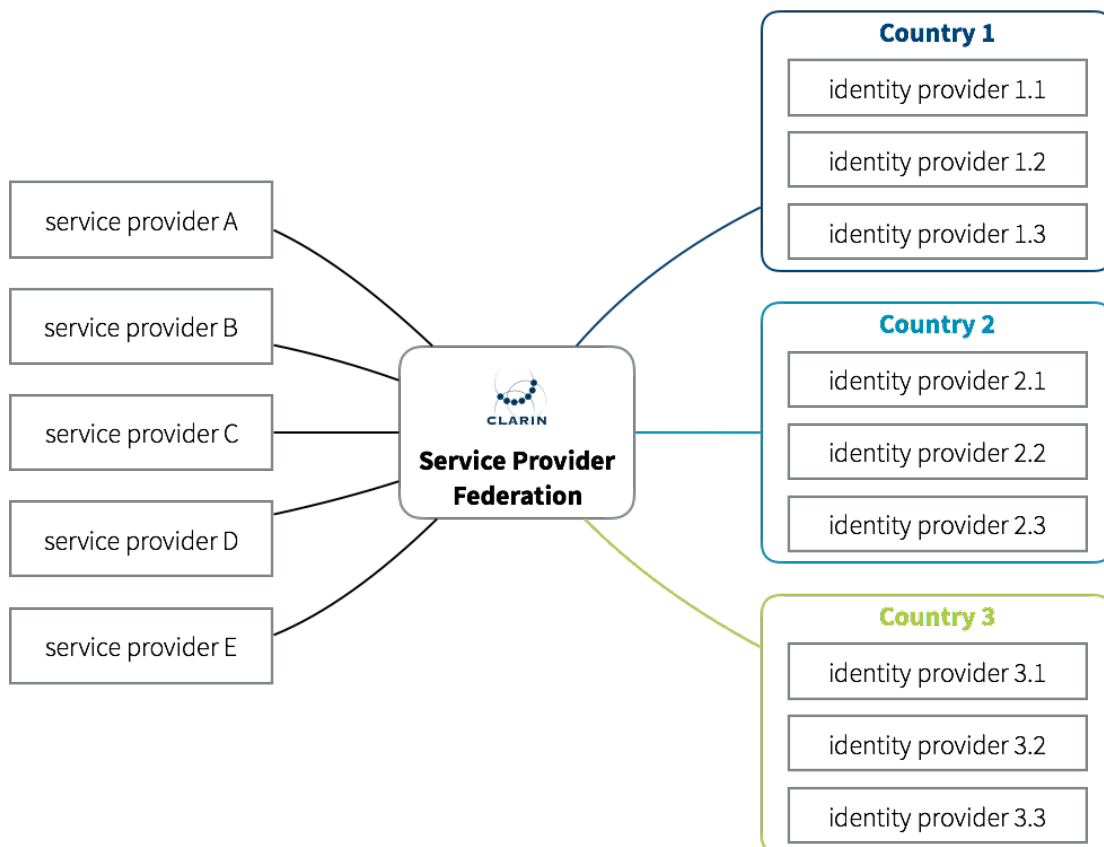 service provider A
service provider B
service provider C
service provider D
service provider E
CLARIN
Service Provider
Federation
Country 1
identity provider 1.1
identity provider 1.2
identity provider 1.3
Country 2
identity provider 2.1
identity provider 2.2
identity provider 2.3
Country 3
identity provider 3.1
identity provider 3.2
identity provider 3.3